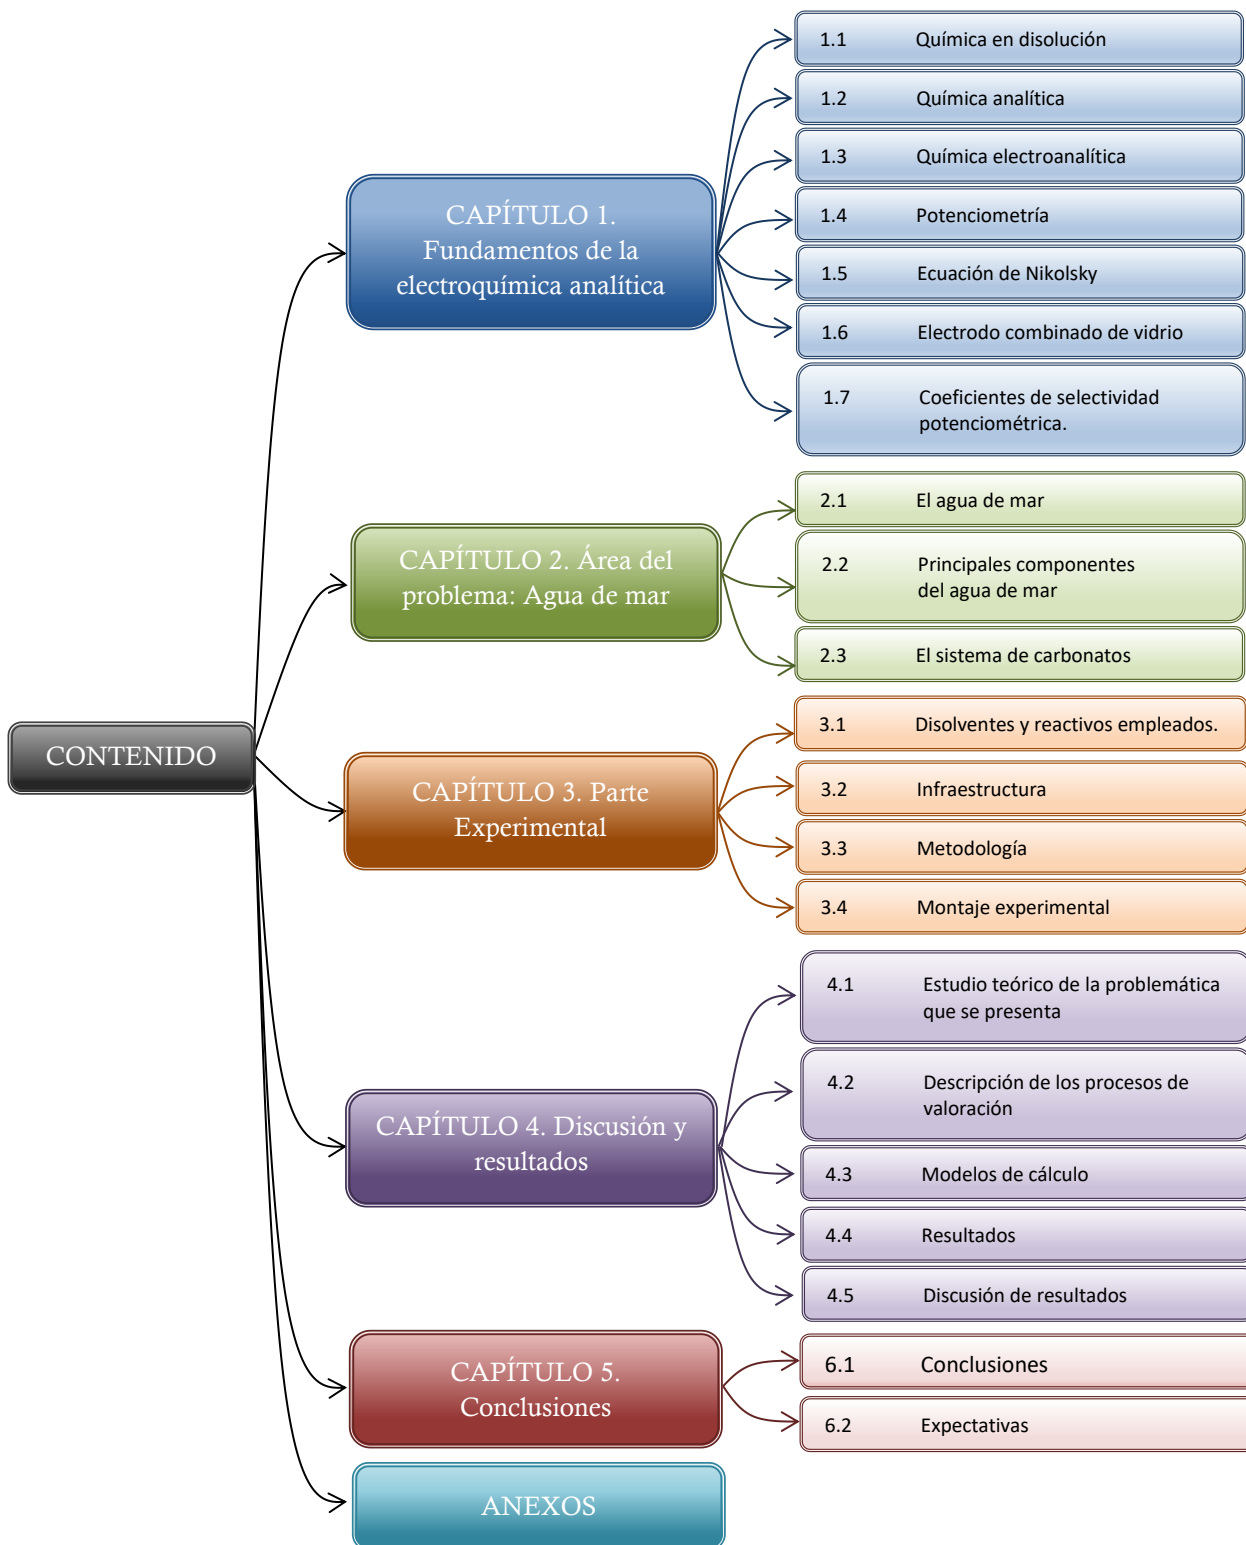 CONTENIDO
CAPÍTULO 1.
Fundamentos de la
electroquímica analítica
1.1 Química en disolución
1.2 Química analítica
1.3 Química electroanalítica
1.4 Potenciometría
1.5 Ecuación de Nikolsky
1.6 Electrodo combinado de vidrio
1.7 Coeficientes de selectividad
potenciométrica.
CAPÍTULO 2. Área del
problema: Agua de mar
2.1 El agua de mar
2.2 Principales componentes
del agua de mar
2.3 El sistema de carbonatos
CAPÍTULO 3. Parte
Experimental
3.1 Disolventes y reactivos empleados.
3.2 Infraestructura
3.3 Metodología
3.4 Montaje experimental
CAPÍTULO 4. Discusión y
resultados
4.1 Estudio teórico de la problemática
que se presenta
4.2 Descripción de los procesos de
valoración
4.3 Modelos de cálculo
4.4 Resultados
4.5 Discusión de resultados
CAPÍTULO 5.
Conclusiones
6.1 Conclusiones
6.2 Expectativas
ANEXOS